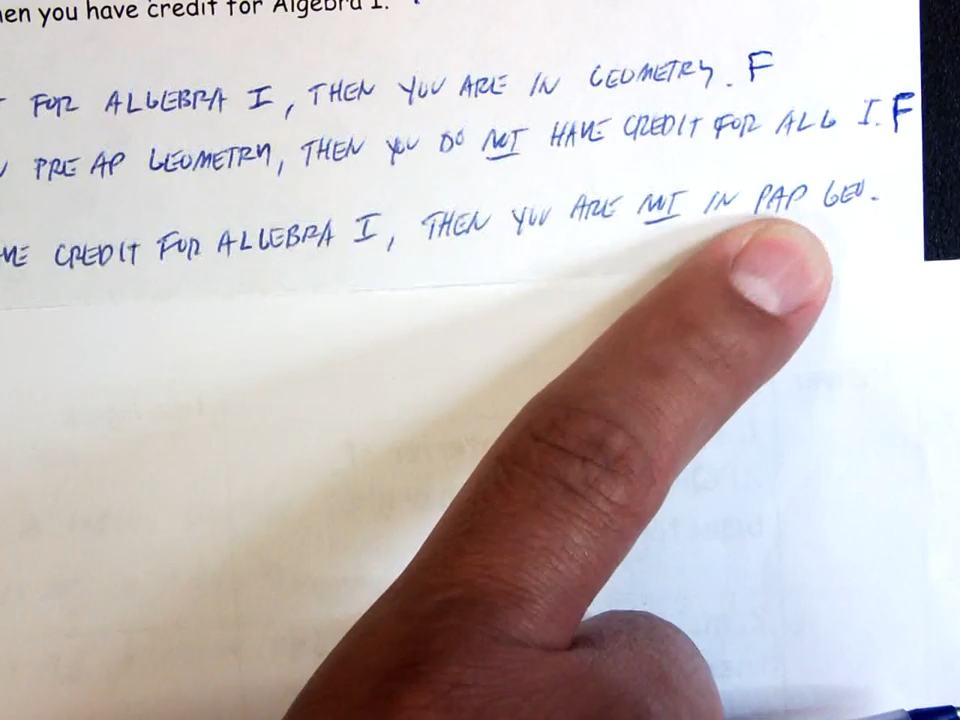 you have credit for Algebra I.
FOR ALGEBRA I, THEN YOU ARE IN GEOMETRY. F
PRE AP GEOMETRY, THEN YOU DO NOT HAVE CREDIT FOR ALG I. F
CREDIT FOR ALGEBRA I, THEN YOU ARE NOT IN PAP GEO.